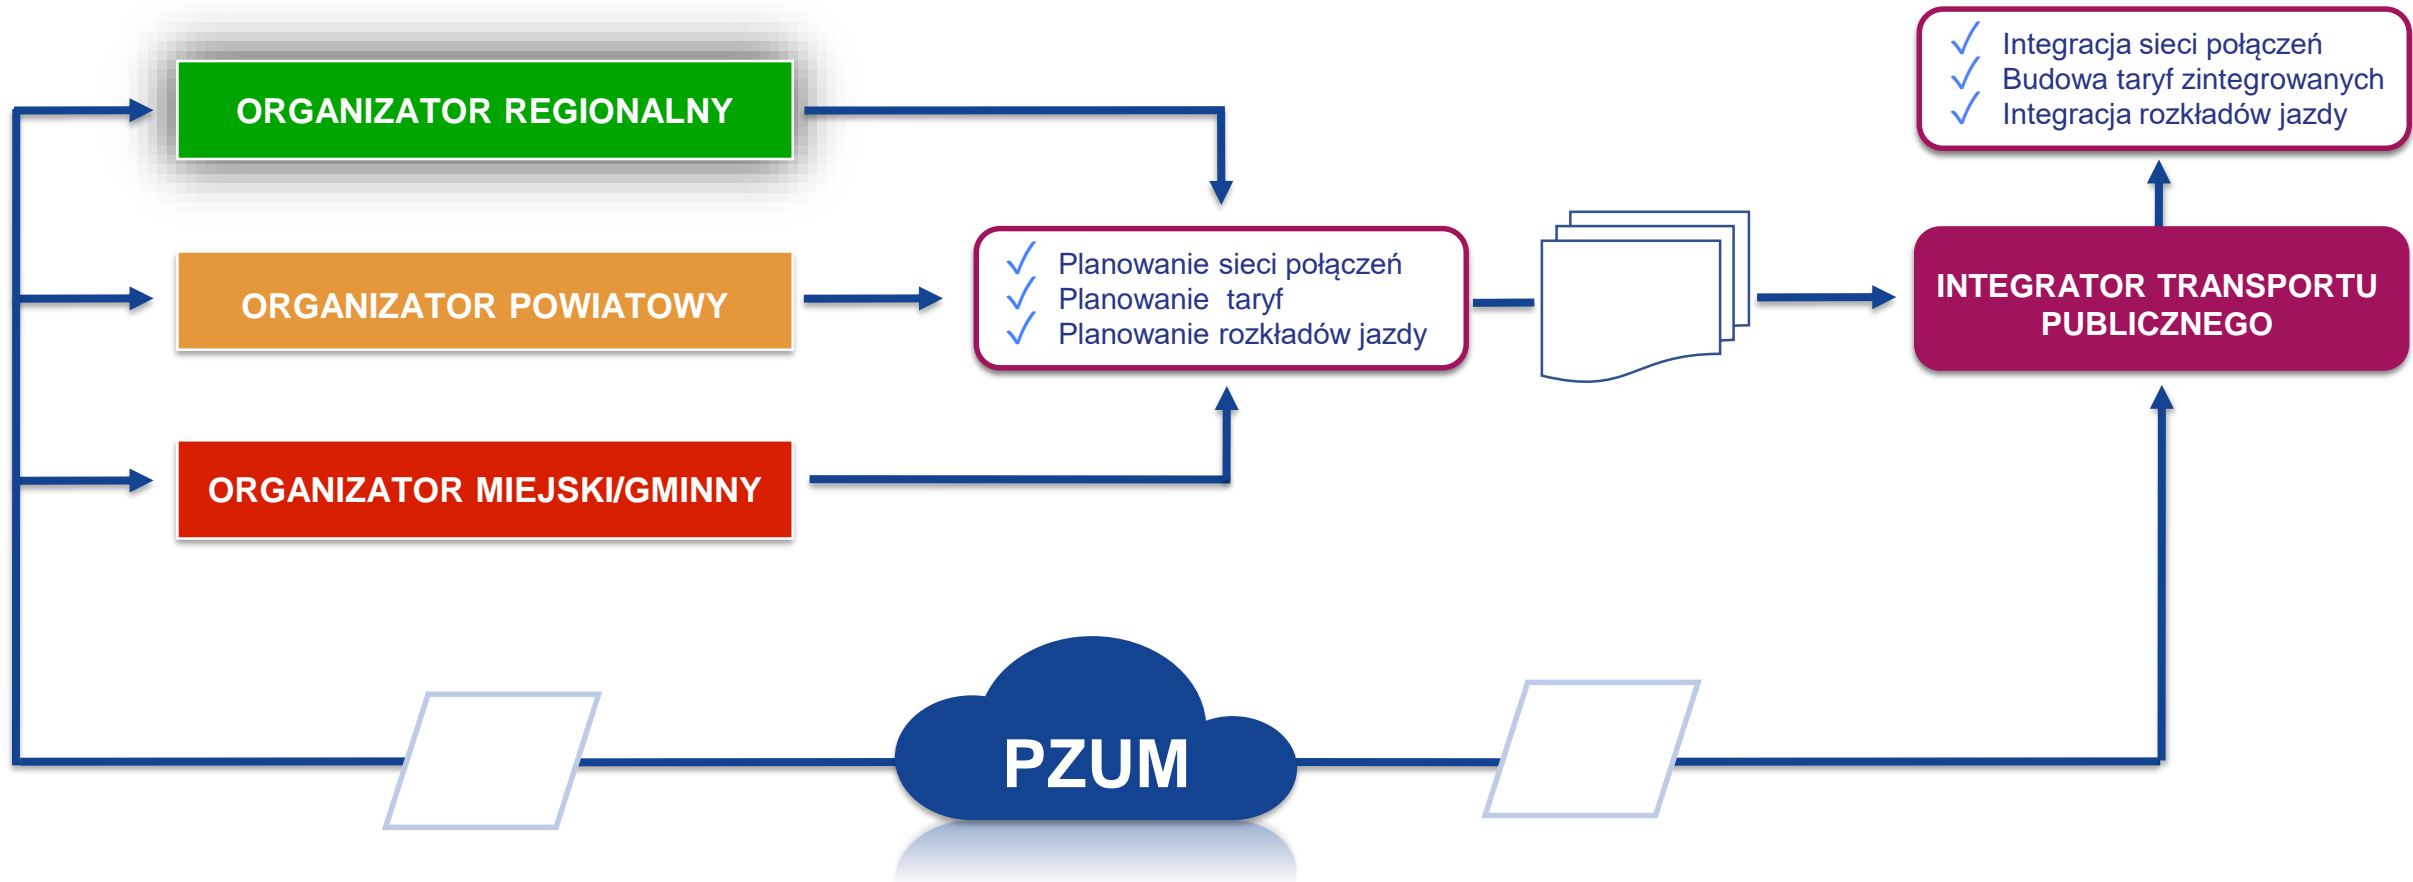 ORGANIZATOR REGIONALNY
ORGANIZATOR POWIATOWY
ORGANIZATOR MIEJSKI/GMINNY
✓ Planowanie sieci połączeń
✓ Planowanie taryf
✓ Planowanie rozkładów jazdy
✓ Integracja sieci połączeń
✓ Budowa taryf zintegrowanych
✓ Integracja rozkładów jazdy
INTEGRATOR TRANSPORTU
PUBLICZNEGO
PZUM